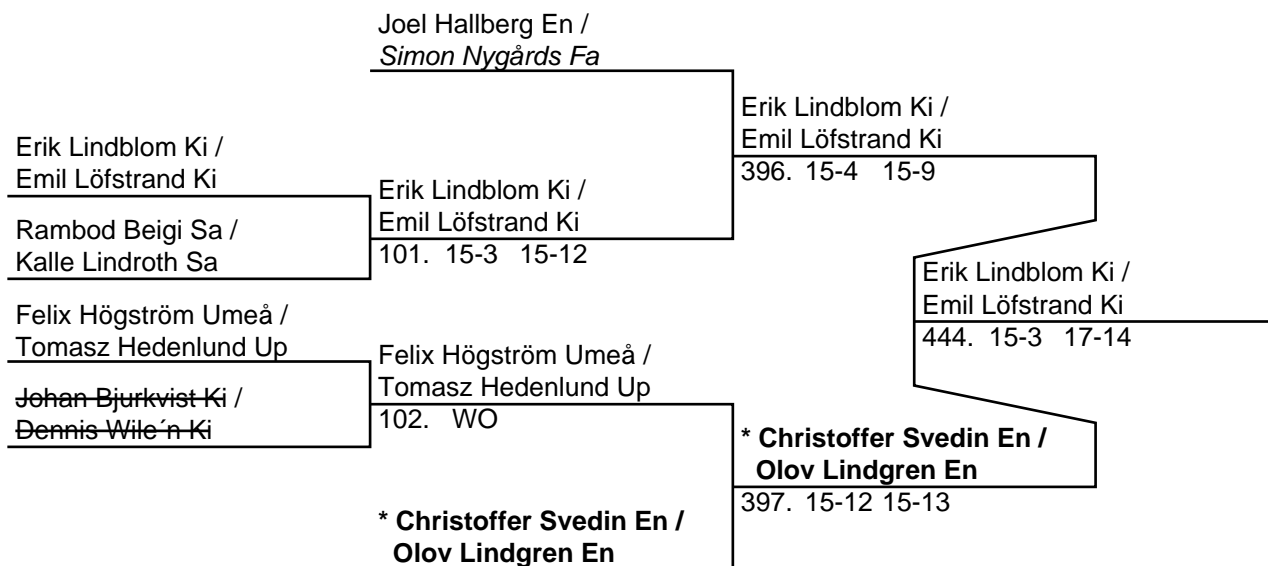 Joel Hallberg En /
Simon Nygårds Fa
Erik Lindblom Ki /
Emil Löfstrand Ki
Rambod Beigi Sa /
Kalle Lindroth Sa
Erik Lindblom Ki /
Emil Löfstrand Ki
101. 15-3 15-12
Erik Lindblom Ki /
Emil Löfstrand Ki
396. 15-4 15-9
Felix Högström Umeå /
Tomasz Hedenlund Up
Johan Bjurkvist Ki /
Dennis Wile´n Ki
Felix Högström Umeå /
Tomasz Hedenlund Up
102. WO
* Christoffer Svedin En /
Olov Lindgren En
* Christoffer Svedin En /
Olov Lindgren En
397. 15-12 15-13
Erik Lindblom Ki /
Emil Löfstrand Ki
444. 15-3 17-14